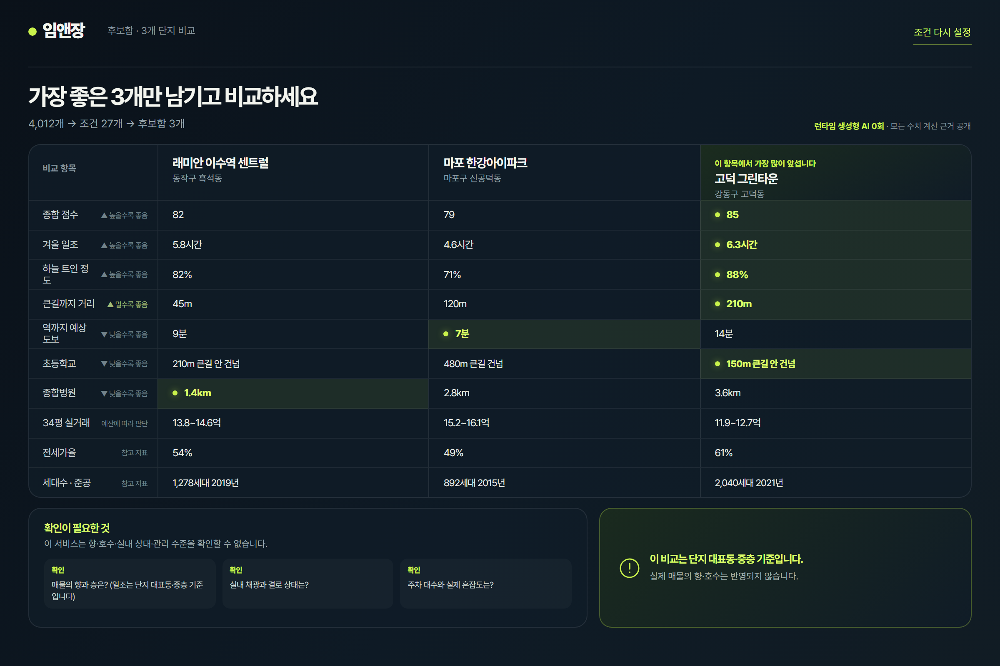 임앤장
후보함 · 3개 단지 비교
조건 다시 설정
가장 좋은 3개만 남기고 비교하세요
4,012개 → 조건 27개 → 후보함 3개
런타임 생성형 AI 0회 · 모든 수치 계산 근거 공개
비교 항목
래미안 이수역 센트럴
동작구 흑석동
마포 한강아이파크
마포구 신공덕동
이 항목에서 가장 많이 앞섭니다
고덕 그린타운
강동구 고덕동
종합 점수 ▲ 높을수록 좋음 82 79 85
겨울 일조 ▲ 높을수록 좋음 5.8시간 4.6시간 6.3시간
하늘 트인 정
도 ▲ 높을수록 좋음 82% 71% 88%
큰길까지 거리 ▲ 멀수록 좋음 45m 120m 210m
역까지 예상
도보 ▼ 낮을수록 좋음 9분 7분 14분
초등학교 ▼ 낮을수록 좋음 210m 큰길 안 건넘 480m 큰길 건넘 150m 큰길 안 건넘
종합병원 ▼ 낮을수록 좋음 1.4km 2.8km 3.6km
34평 실거래 예산에 따라 판단 13.8~14.6억 15.2~16.1억 11.9~12.7억
전세가율 참고 지표 54% 49% 61%
세대수 · 준공 참고 지표 1,278세대 2019년 892세대 2015년 2,040세대 2021년
확인이 필요한 것
이 서비스는 향·호수·실내 상태·관리 수준을 확인할 수 없습니다.
확인
매물의 향과 층은? (일조는 단지 대표동·중층 기준
입니다)
확인
실내 채광과 결로 상태는?
확인
주차 대수와 실제 혼잡도는?
이 비교는 단지 대표동·중층 기준입니다.
실제 매물의 향·호수는 반영되지 않습니다.